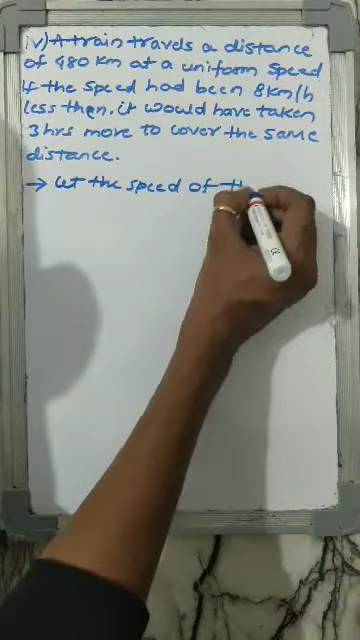 iv) A train travels a distance
of 480 Km at a uniform speed
If the speed had been 8km/h
less then. it would have taken
3 hrs more to cover the same
distance.
→ let the speed of th